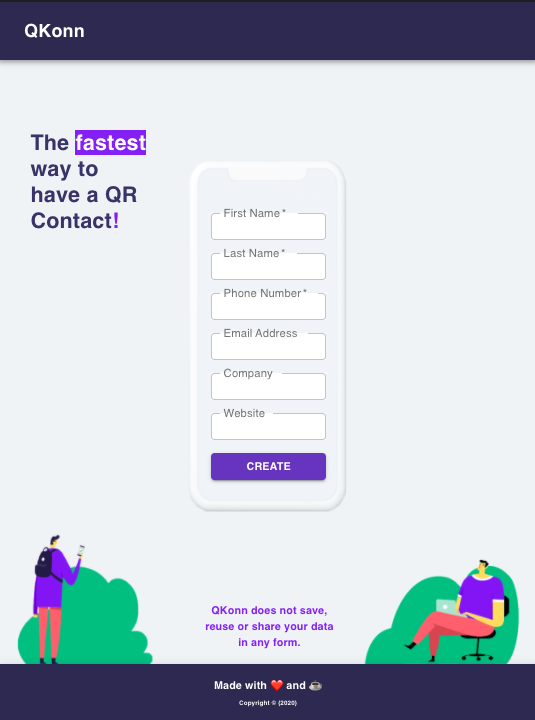 QKonn
The fastest
way to
have a QR
Contact!
First Name *
Last Name *
Phone Number *
Email Address
Company
Website
CREATE
QKonn does not save,
reuse or share your data
in any form.
Made with ❤️ and ☕
Copyright © (2020)